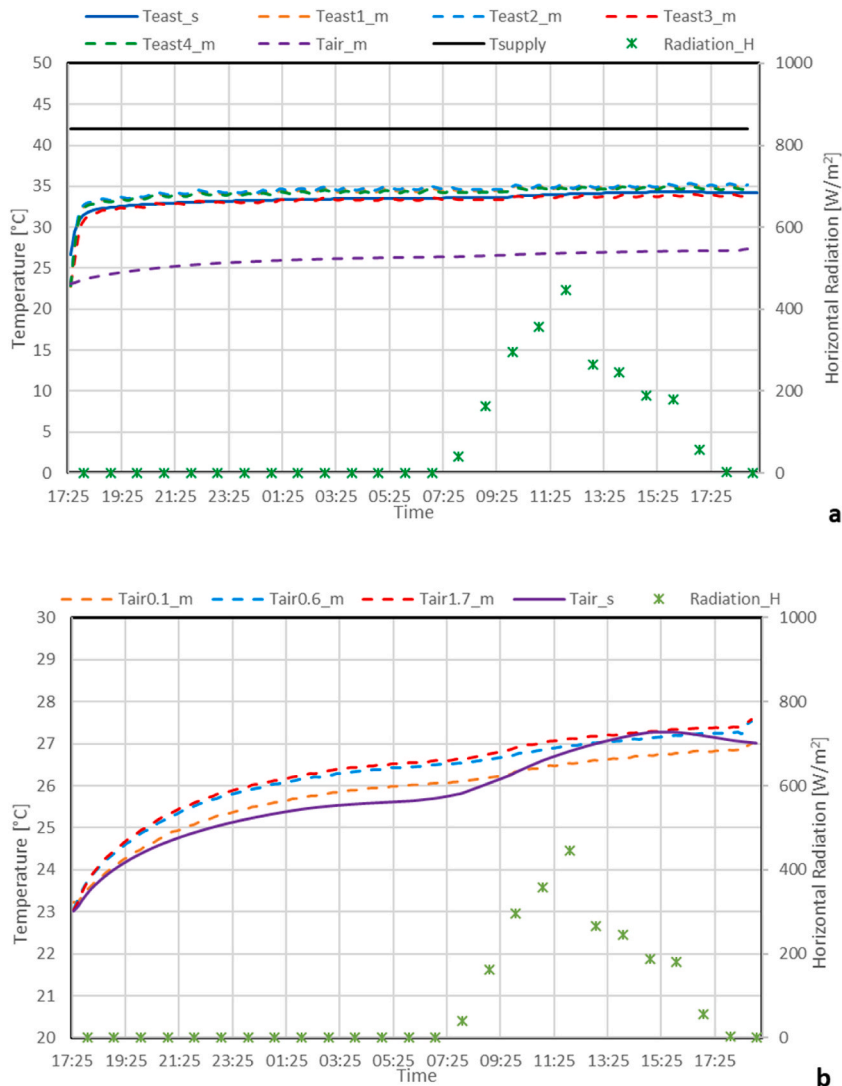 Teast_s Teast1_m Teast2_m Teast3_m
Teast4_m Tair_m Tsupply Radiation_H
50 1000
45
40 800
35
30 600
25
20 400
15
10 200
5
0 0
17:25 19:25 21:25 23:25 01:25 03:25 05:25 07:25 09:25 11:25 13:25 15:25 17:25
Time
Temperature [°C]
Horizontal Radiation [W/m²]
a
Tair0.1_m Tair0.6_m Tair1.7_m Tair_s Radiation_H
30 1000
29
28 800
27
26 600
25
24 400
23
22 200
21
20 0
17:25 19:25 21:25 23:25 01:25 03:25 05:25 07:25 09:25 11:25 13:25 15:25 17:25
Time
Temperature [°C]
Horizontal Radiation [W/m²]
b